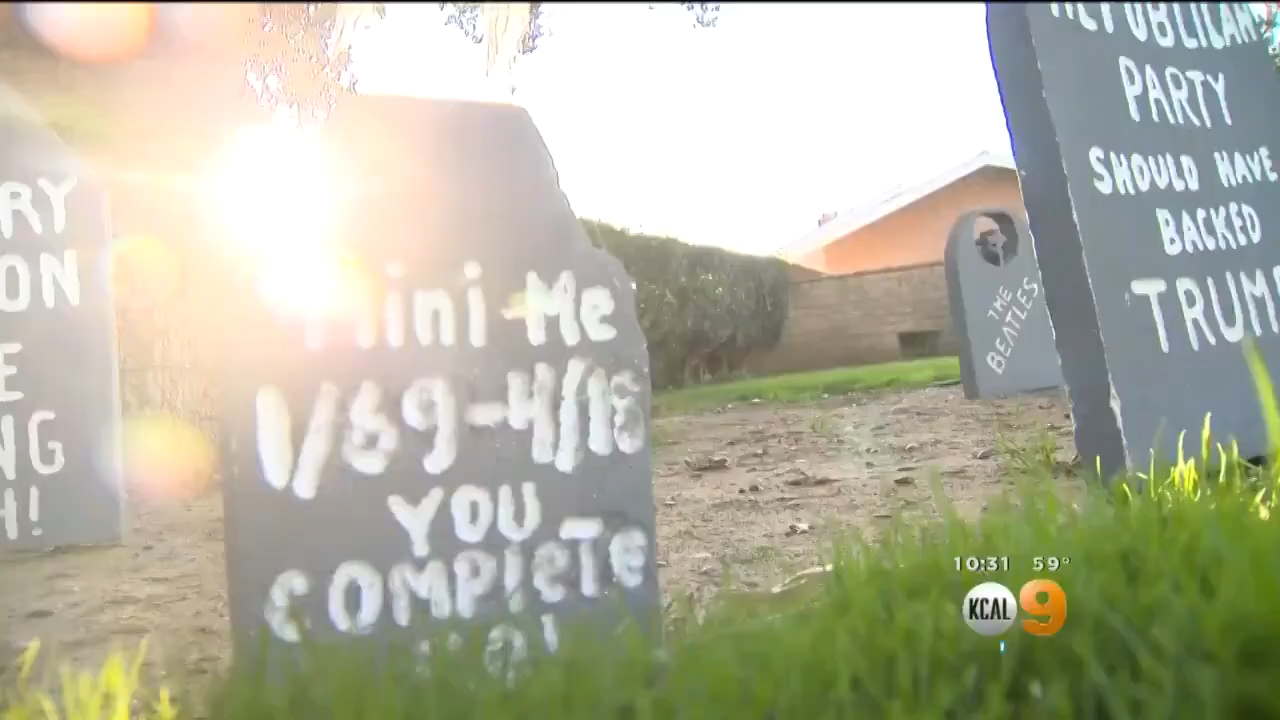 RY
ON
E
NG
H!
Mini-Me
1/69-4/18
YOU
COMPLETE
REPUBLICAN
PARTY
SHOULD HAVE
BACKED
TRUMP
THE
BEATLES
10:31 59°
KCAL 9